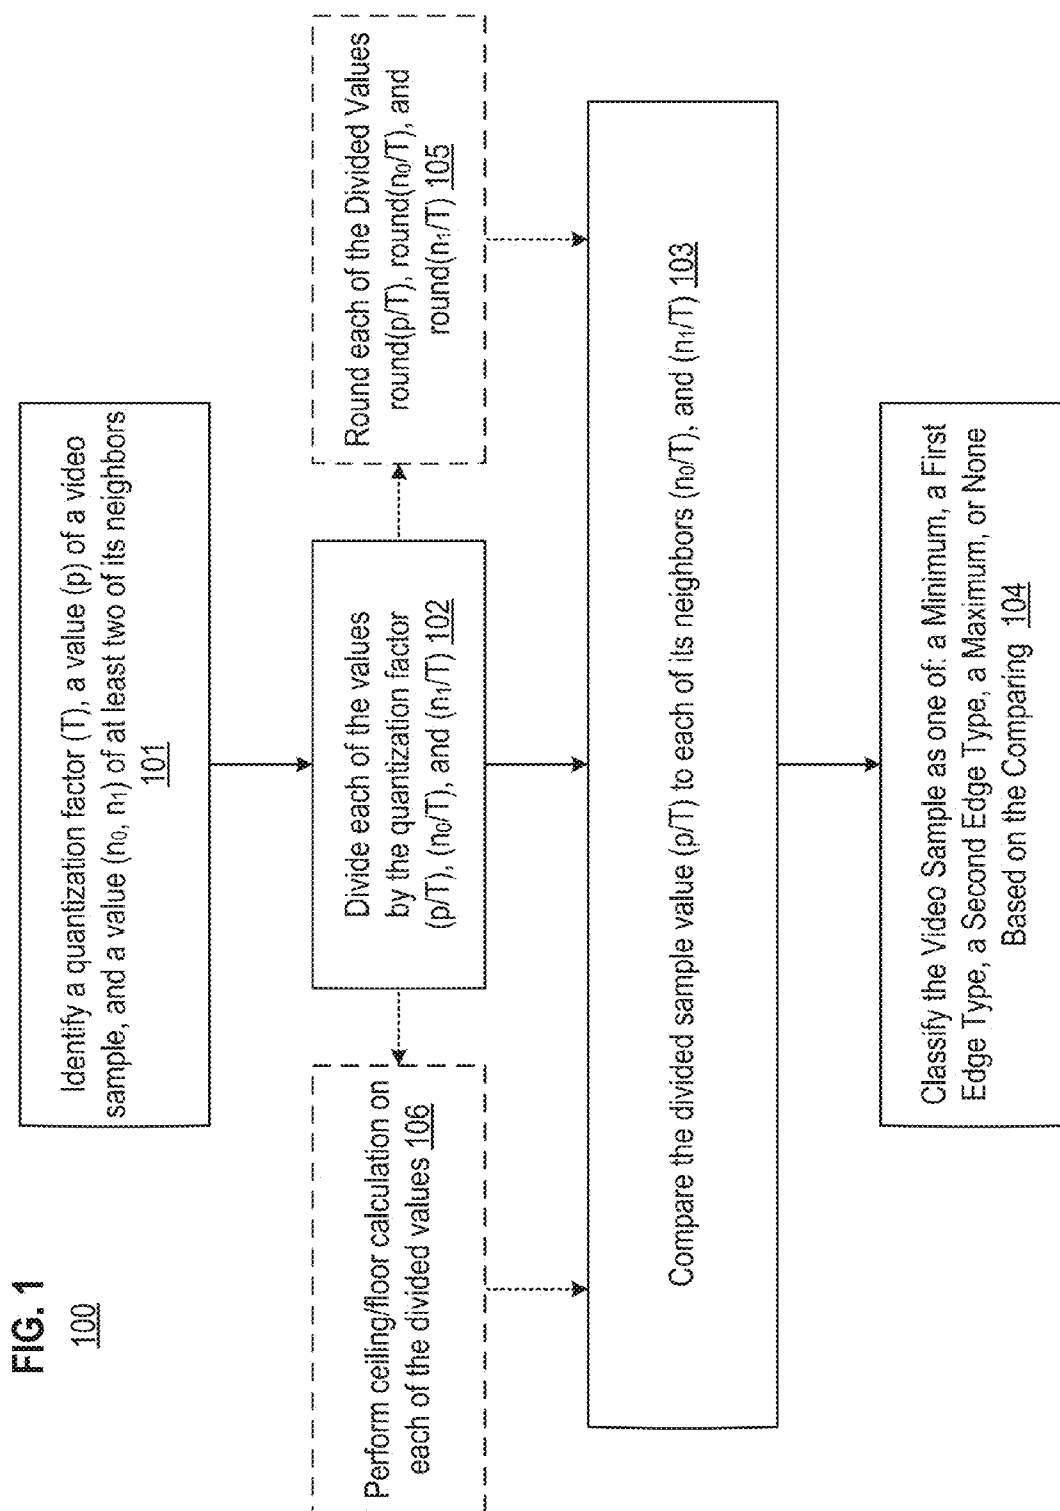 FIG. 1
100
Identify a quantization factor (T), a value (p) of a video
sample, and a value (n₀, n₁) of at least two of its neighbors
101
Perform ceiling/floor calculation on
each of the divided values 106
Divide each of the values
by the quantization factor
(p/T), (n₀/T), and (n₁/T) 102
Round each of the Divided Values
round(p/T), round(n₀/T), and
round(n₁/T) 105
Compare the divided sample value (p/T) to each of its neighbors (n₀/T), and (n₁/T) 103
Classify the Video Sample as one of: a Minimum, a First
Edge Type, a Second Edge Type, a Maximum, or None
Based on the Comparing 104